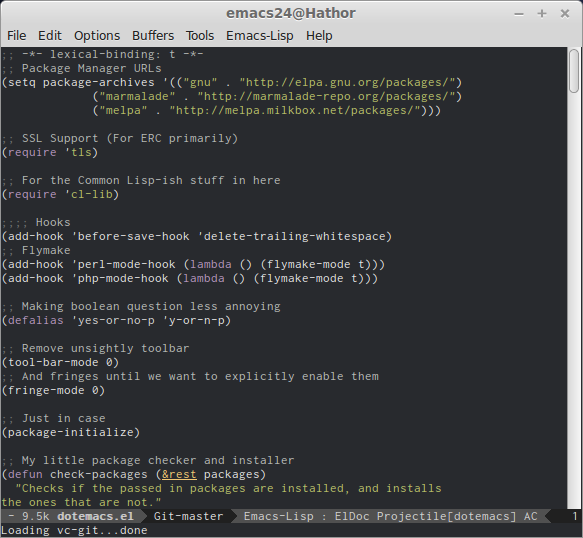 emacs24@Hathor
File Edit Options Buffers Tools Emacs-Lisp Help
;; -*- lexical-binding: t -*-
;; Package Manager URLs
(setq package-archives '(("gnu" . "http://elpa.gnu.org/packages/")
("marmalade" . "http://marmalade-repo.org/packages/")
("melpa" . "http://melpa.milkbox.net/packages/")))
;; SSL Support (For ERC primarily)
(require 'tls)
;; For the Common Lisp-ish stuff in here
(require 'cl-lib)
;;;; Hooks
(add-hook 'before-save-hook 'delete-trailing-whitespace)
;; Flymake
(add-hook 'perl-mode-hook (lambda () (flymake-mode t)))
(add-hook 'php-mode-hook (lambda () (flymake-mode t)))
;; Making boolean question less annoying
(defalias 'yes-or-no-p 'y-or-n-p)
;; Remove unsightly toolbar
(tool-bar-mode 0)
;; And fringes until we want to explicitly enable them
(fringe-mode 0)
;; Just in case
(package-initialize)
;; My little package checker and installer
(defun check-packages (&rest packages)
"Checks if the passed in packages are installed, and installs
the ones that are not."
- 9.5k dotemacs.el Git-master Emacs-Lisp : ElDoc Projectile[dotemacs] AC 1
Loading vc-git...done